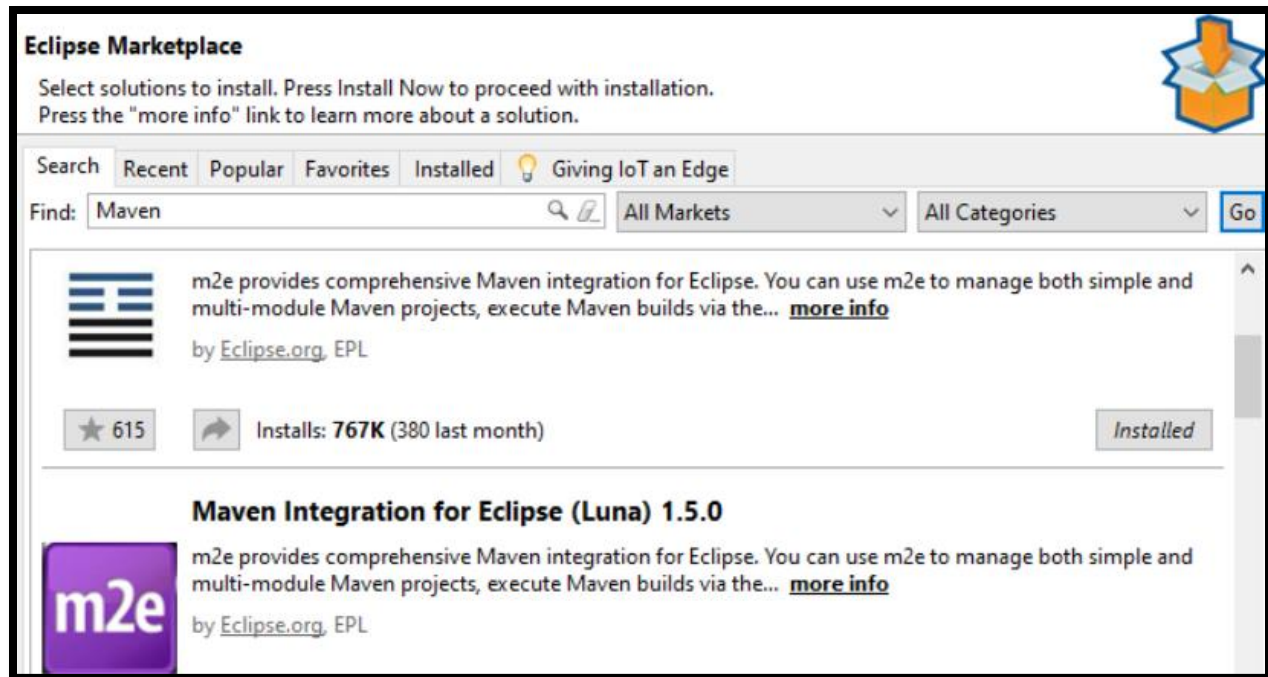 Eclipse Marketplace
Select solutions to install. Press Install Now to proceed with installation.
Press the "more info" link to learn more about a solution.
Search Recent Popular Favorites Installed Giving IoT an Edge
Find: Maven All Markets All Categories Go
m2e provides comprehensive Maven integration for Eclipse. You can use m2e to manage both simple and
multi-module Maven projects, execute Maven builds via the... more info
by Eclipse.org, EPL
615 Installs: 767K (380 last month) Installed
Maven Integration for Eclipse (Luna) 1.5.0
m2e provides comprehensive Maven integration for Eclipse. You can use m2e to manage both simple and
multi-module Maven projects, execute Maven builds via the... more info
m2e
by Eclipse.org, EPL